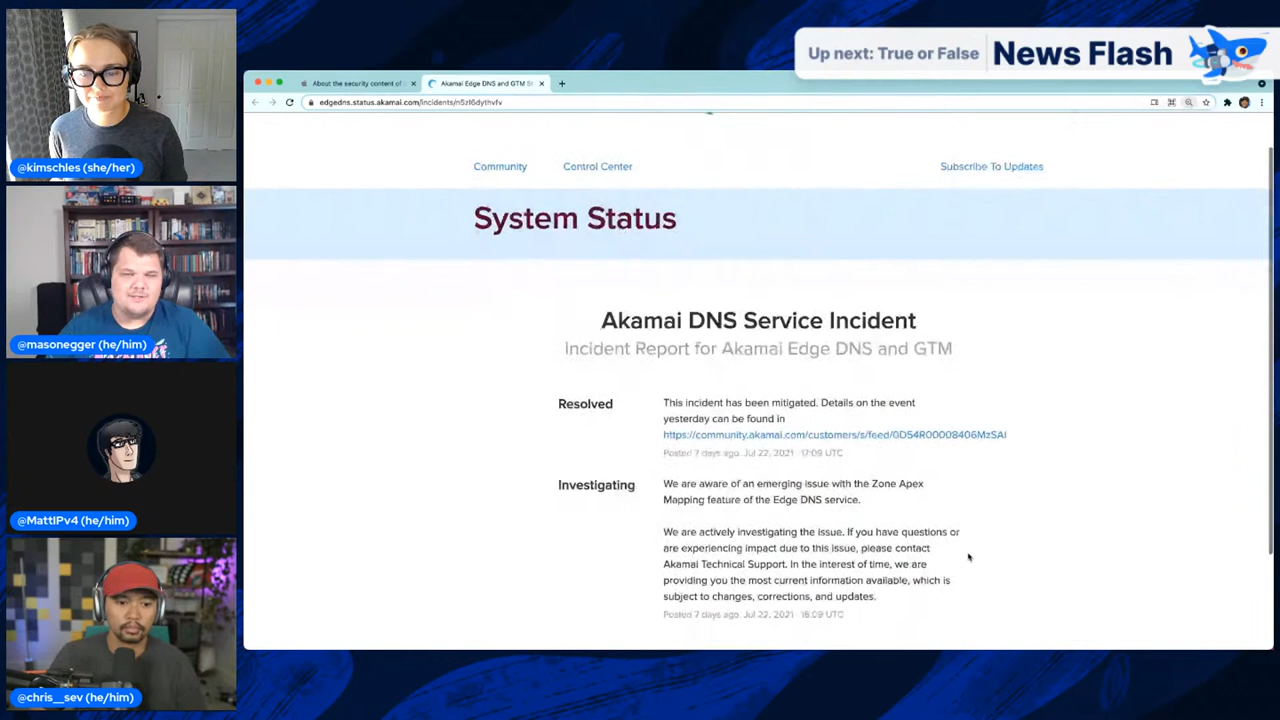 Up next: True or False
News Flash
About the security content of
Akamai Edge DNS and GTM S
edgedns.status.akamai.com/incidents/n5zl6dythvfv
Community
Control Center
Subscribe To Updates
System Status
Akamai DNS Service Incident
Incident Report for Akamai Edge DNS and GTM
Resolved
This incident has been mitigated. Details on the event
yesterday can be found in
https://community.akamai.com/customers/s/feed/0D54R00008406MzSAI
Posted 7 days ago. Jul 22, 2021 - 17:09 UTC
Investigating
We are aware of an emerging issue with the Zone Apex
Mapping feature of the Edge DNS service.
We are actively investigating the issue. If you have questions or
are experiencing impact due to this issue, please contact
Akamai Technical Support. In the interest of time, we are
providing you the most current information available, which is
subject to changes, corrections, and updates.
Posted 7 days ago. Jul 22, 2021 - 16:09 UTC
@kimschles (she/her)
@masonegger (he/him)
@MattIPv4 (he/him)
@chris__sev (he/him)